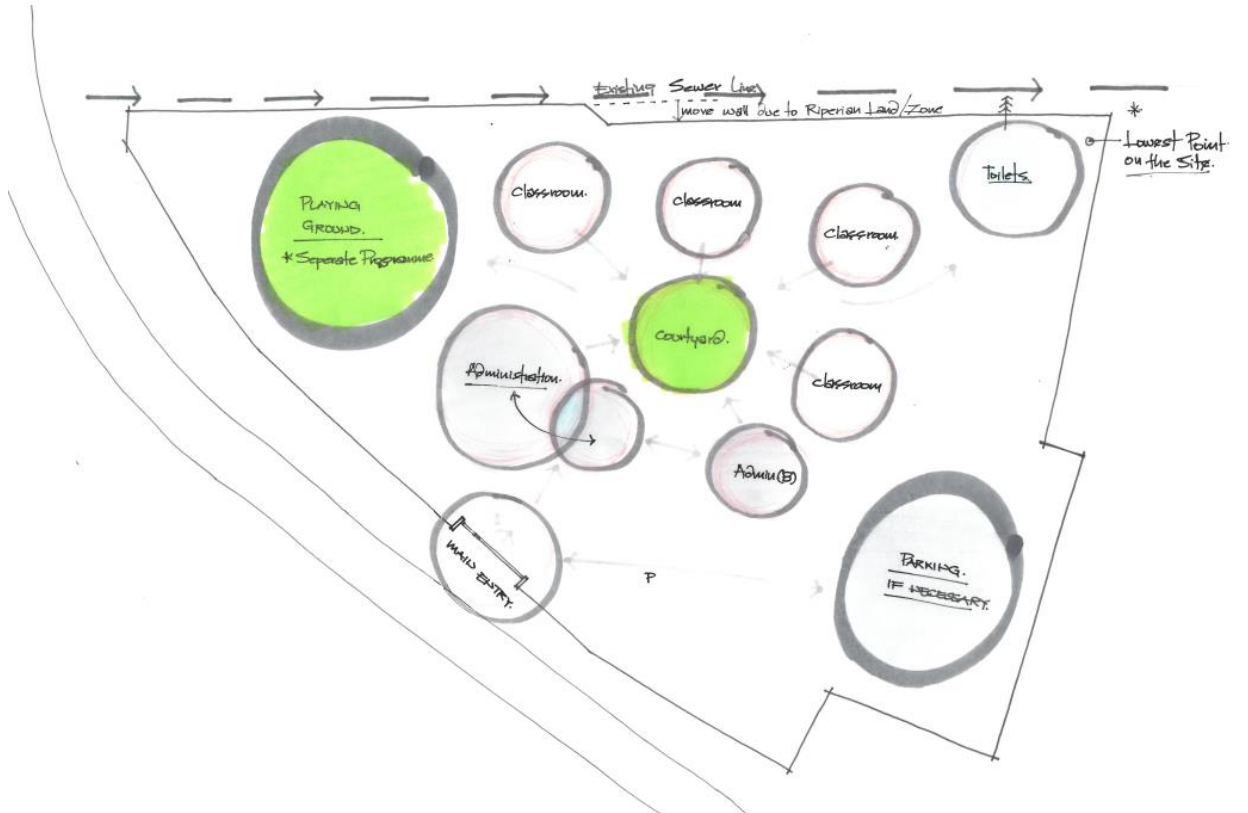 Existing Sewer Line
move wall due to Riperian Land/Zone
*
Lowest Point
on the Site.
Toilets.
PLAYING
GROUND.
* Seperate Programme
Classroom.
Classroom
Classroom
Courtyard.
Administration.
Classroom
Admin (B)
MAIN ENTRY.
P
PARKING.
IF NECESSARY.